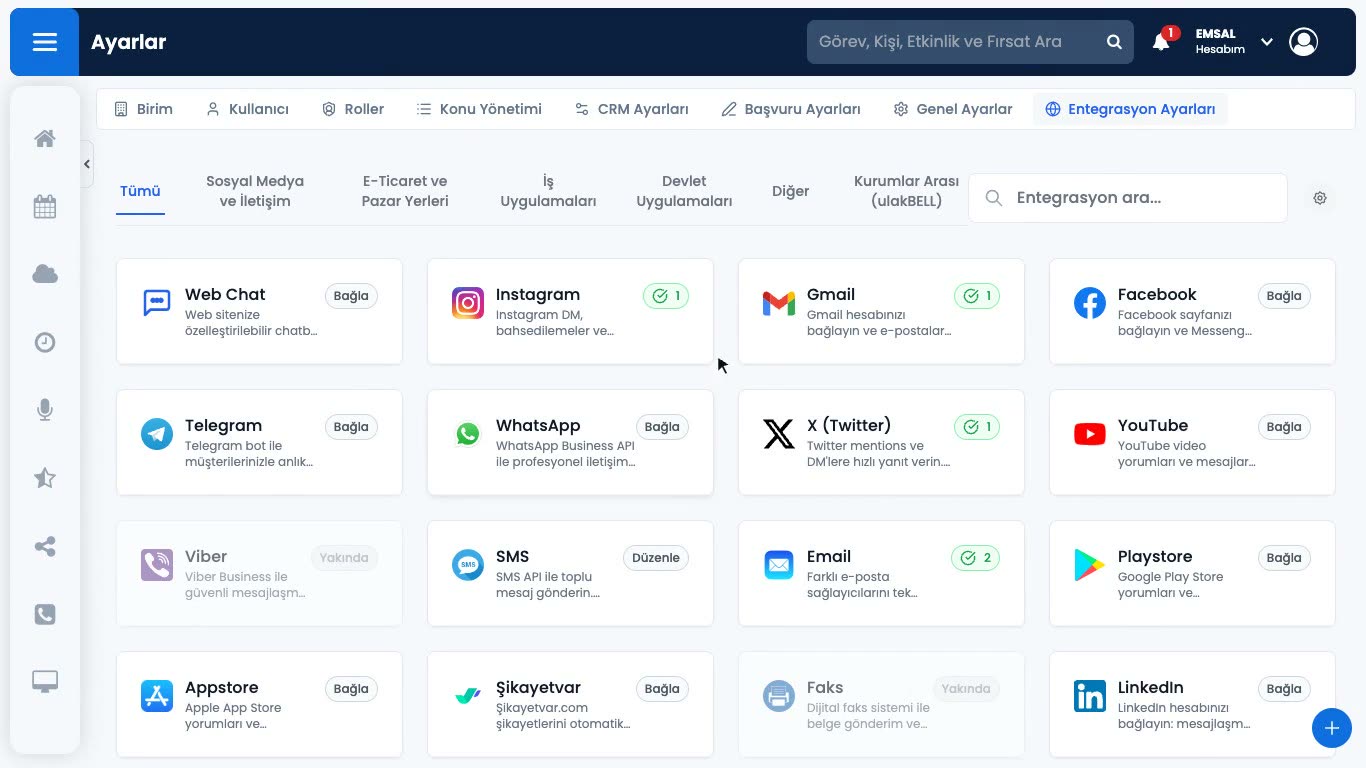 Ayarlar
Görev, Kişi, Etkinlik ve Fırsat Ara
1
EMSAL
Hesabım
Birim
Kullanıcı
Roller
Konu Yönetimi
CRM Ayarları
Başvuru Ayarları
Genel Ayarlar
Entegrasyon Ayarları
Tümü
Sosyal Medya
ve İletişim
E-Ticaret ve
Pazar Yerleri
İş
Uygulamaları
Devlet
Uygulamaları
Diğer
Kurumlar Arası
(ulakBELL)
Entegrasyon ara...
Web Chat
Bağla
Web sitenize
özelleştirilebilir chatb...
Instagram
1
Instagram DM,
bahsedilemeler ve...
Gmail
1
Gmail hesabınızı
bağlayın ve e-postalar...
Facebook
Bağla
Facebook sayfanızı
bağlayın ve Messeng...
Telegram
Bağla
Telegram bot ile
müşterilerinizle anlık...
WhatsApp
Bağla
WhatsApp Business API
ile profesyonel iletişim...
X (Twitter)
1
Twitter mentions ve
DM'lere hızlı yanıt verin....
YouTube
Bağla
YouTube video
yorumları ve mesajlar...
Viber
Yakında
Viber Business ile
güvenli mesajlaşm...
SMS
SMS
Düzenle
SMS API ile toplu
mesaj gönderin....
Email
2
Farklı e-posta
sağlayıcılarını tek...
Playstore
Bağla
Google Play Store
yorumları ve...
Appstore
Bağla
Apple App Store
yorumları ve...
Şikayetvar
Bağla
Şikayetvar.com
şikayetlerini otomatik...
Faks
Yakında
Dijital faks sistemi ile
belge gönderim ve...
in
LinkedIn
Bağla
LinkedIn hesabınızı
bağlayın: mesajlaşm...